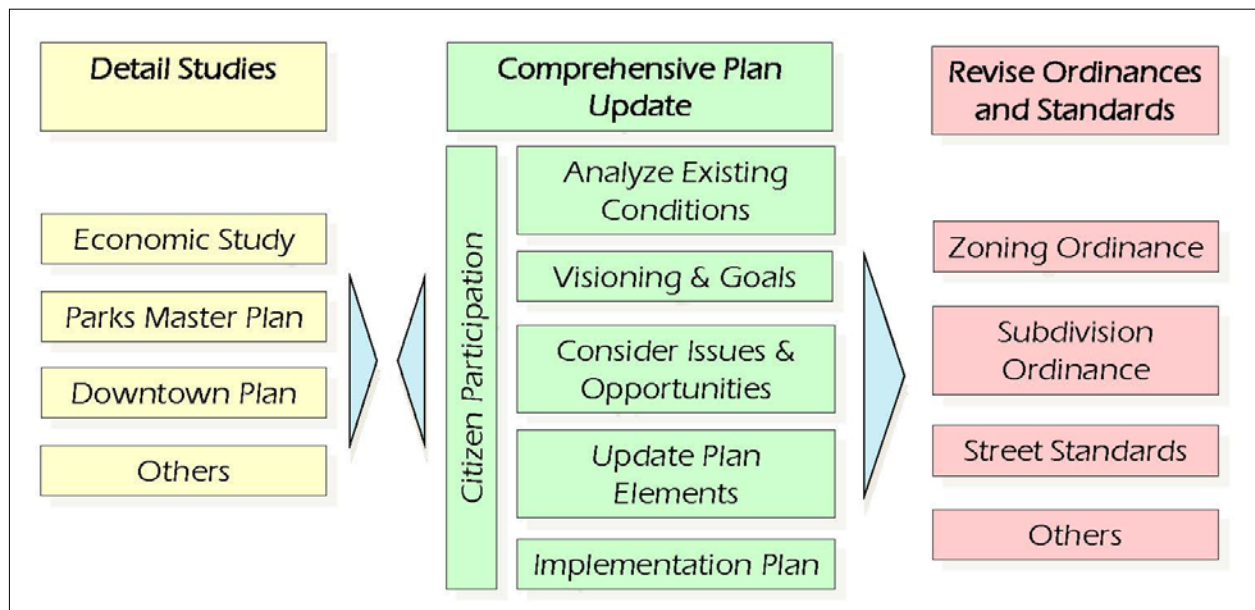 Detail Studies
Economic Study
Parks Master Plan
Downtown Plan
Others
Comprehensive Plan
Update
Citizen Participation
Analyze Existing
Conditions
Visioning & Goals
Consider Issues &
Opportunities
Update Plan
Elements
Implementation Plan
Revise Ordinances
and Standards
Zoning Ordinance
Subdivision
Ordinance
Street Standards
Others